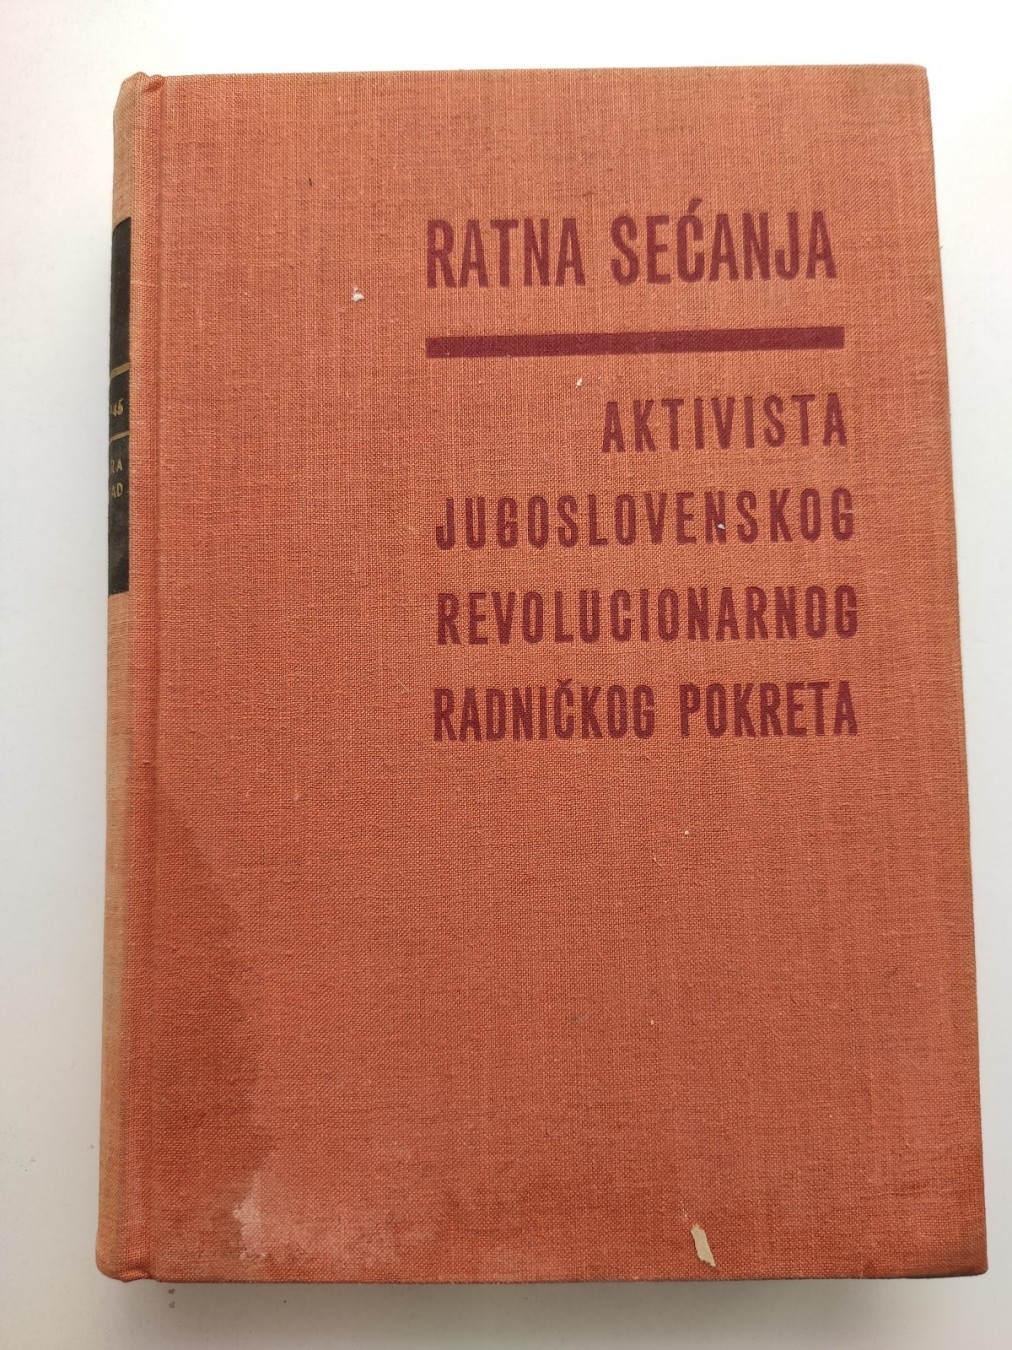 RATNA SEĆANJA
AKTIVISTA
JUGOSLOVENSKOG
REVOLUCIONARNOG
RADNIČKOG POKRETA